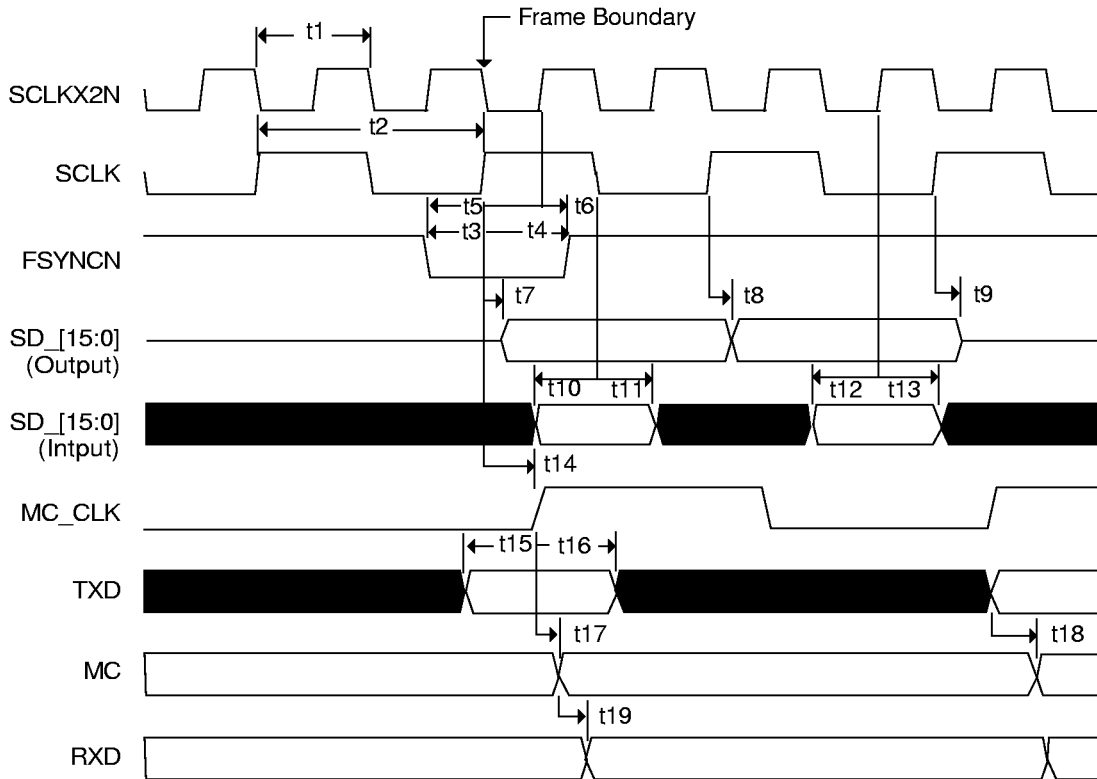 Frame Boundary
t1
SCLKX2N
t2
SCLK
t5 t6
t3 t4
FSYNCN
t7 t8 t9
SD_[15:0]
(Output)
t10 t11 t12 t13
SD_[15:0]
(Intput)
t14
MC_CLK
t15 t16
TXD
t17 t18
MC
t19
RXD